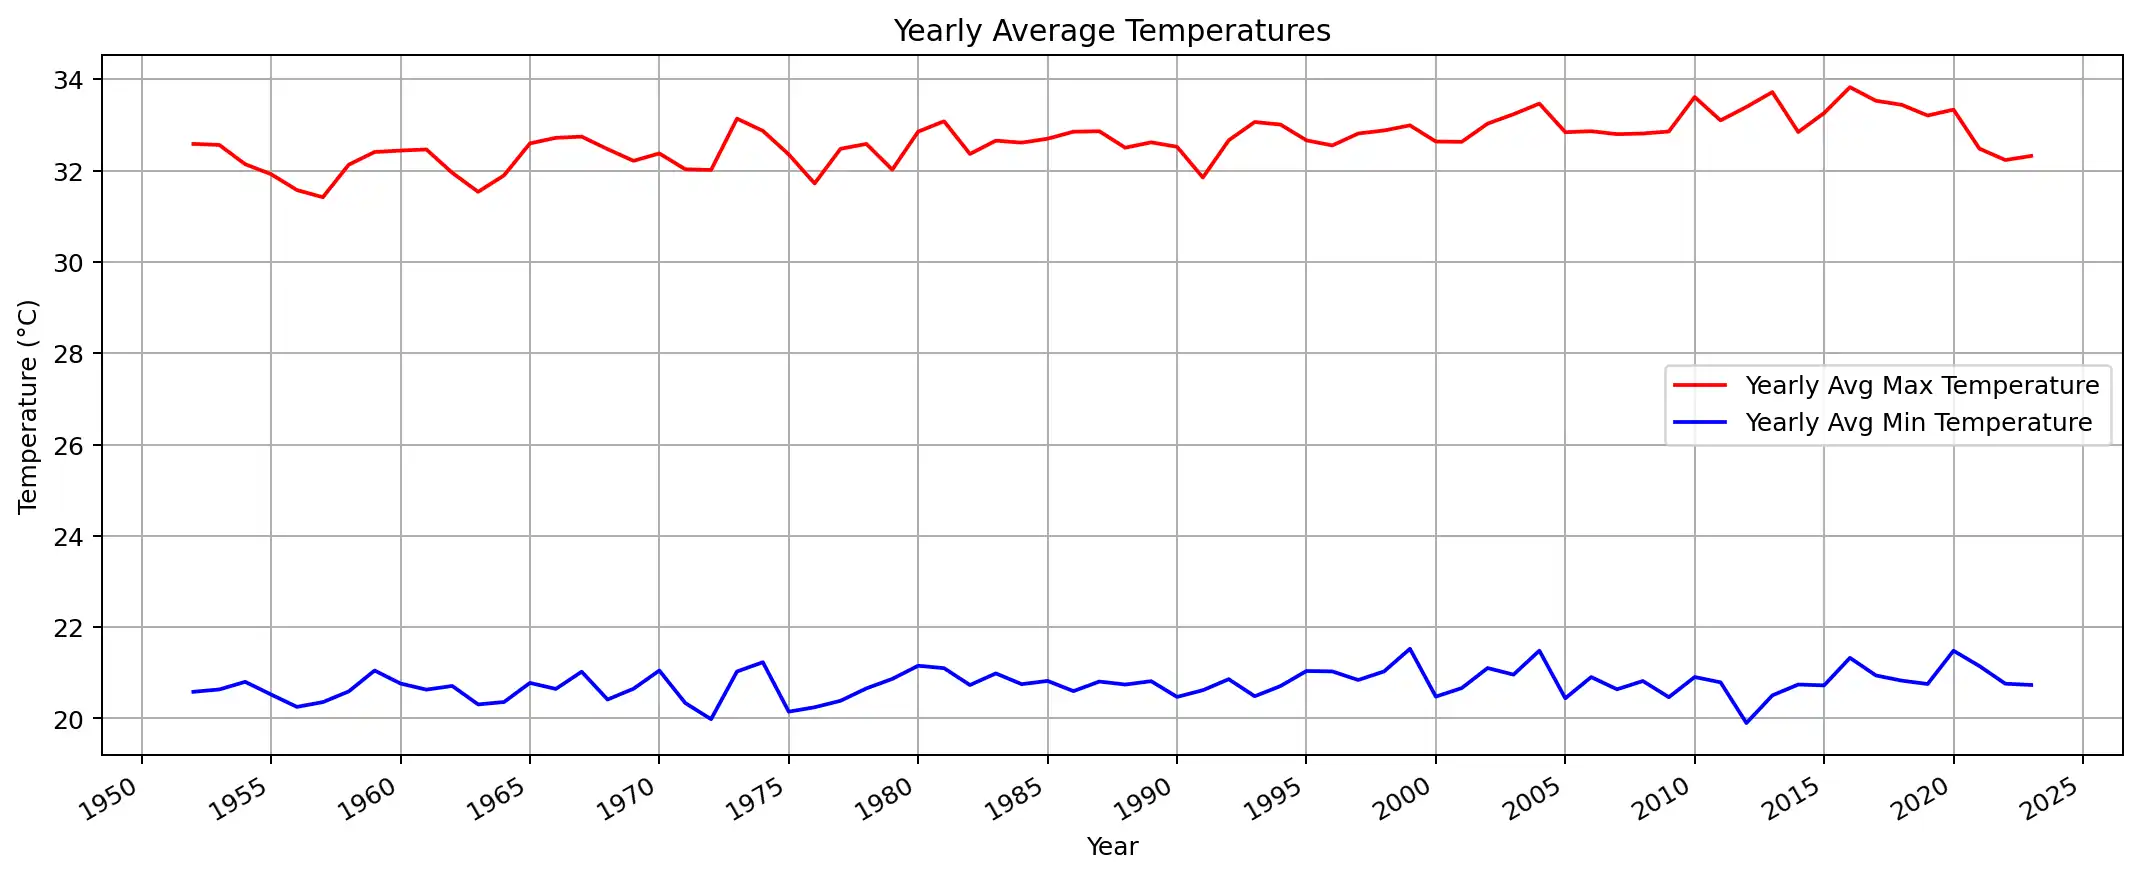 Yearly Average Temperatures
34
32
30
28
26
24
22
20
Temperature (°C)
Yearly Avg Max Temperature
Yearly Avg Min Temperature
1950 1955 1960 1965 1970 1975 1980 1985 1990 1995 2000 2005 2010 2015 2020 2025
Year